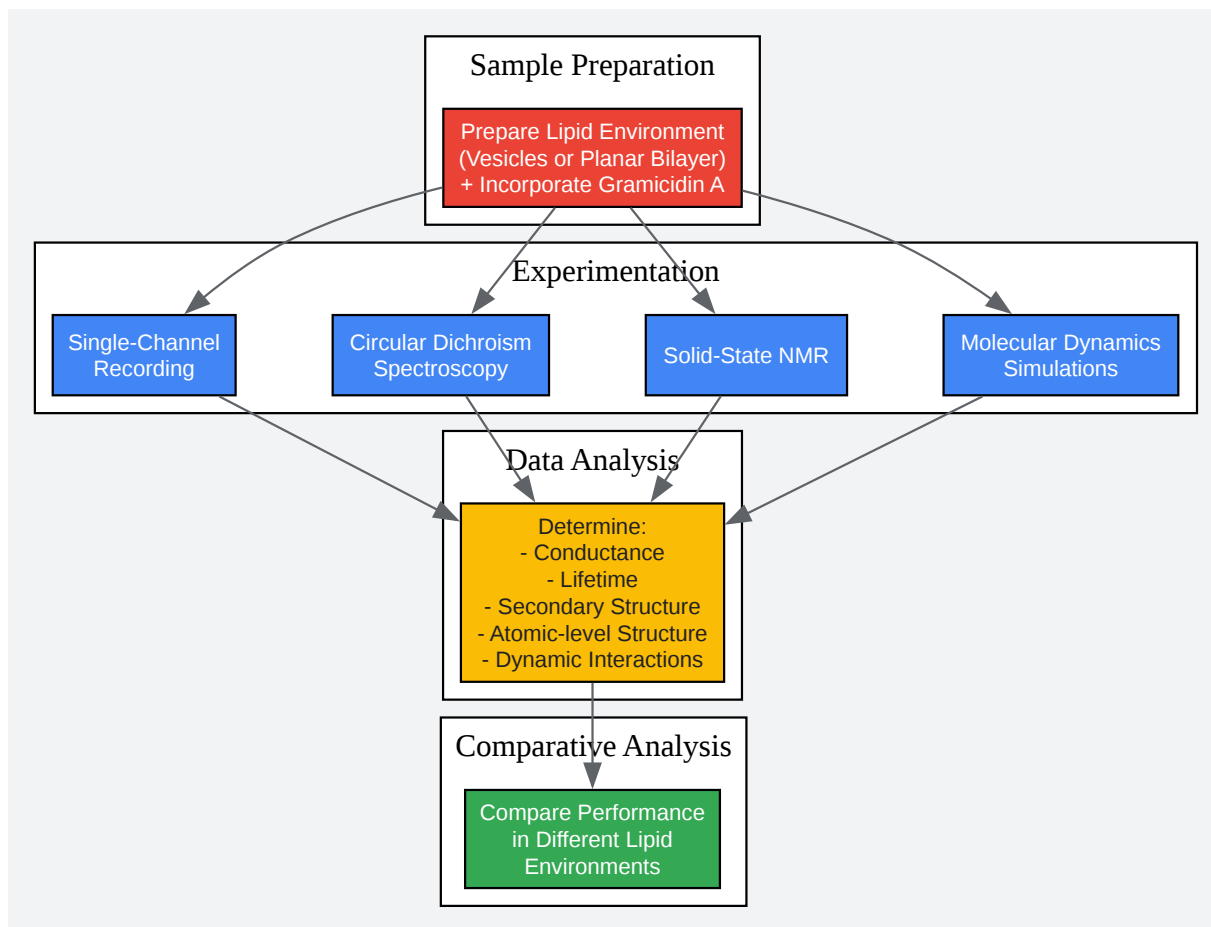 Sample Preparation
Prepare Lipid Environment
(Vesicles or Planar Bilayer)
+ Incorporate Gramicidin A
Experimentation
Single-Channel
Recording
Circular Dichroism
Spectroscopy
Solid-State NMR
Molecular Dynamics
Simulations
Data Analysis
Determine:
- Conductance
- Lifetime
- Secondary Structure
- Atomic-level Structure
- Dynamic Interactions
Comparative Analysis
Compare Performance
in Different Lipid
Environments